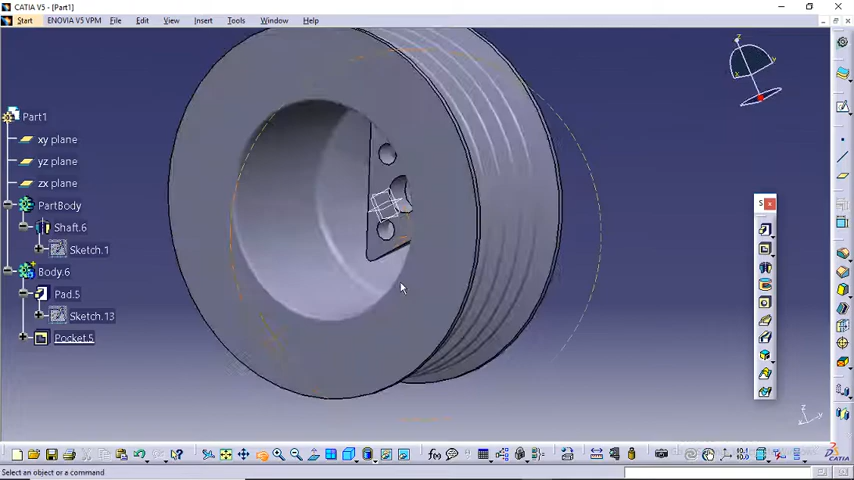 CATIA V5 - [Part1]
Start ENOVIA V5 VPM File Edit View Insert Tools Window Help
Part1
xy plane
yz plane
zx plane
PartBody
Shaft.6
Sketch.1
Body.6
Pad.5
Sketch.13
Pocket.5
Select an object or a command